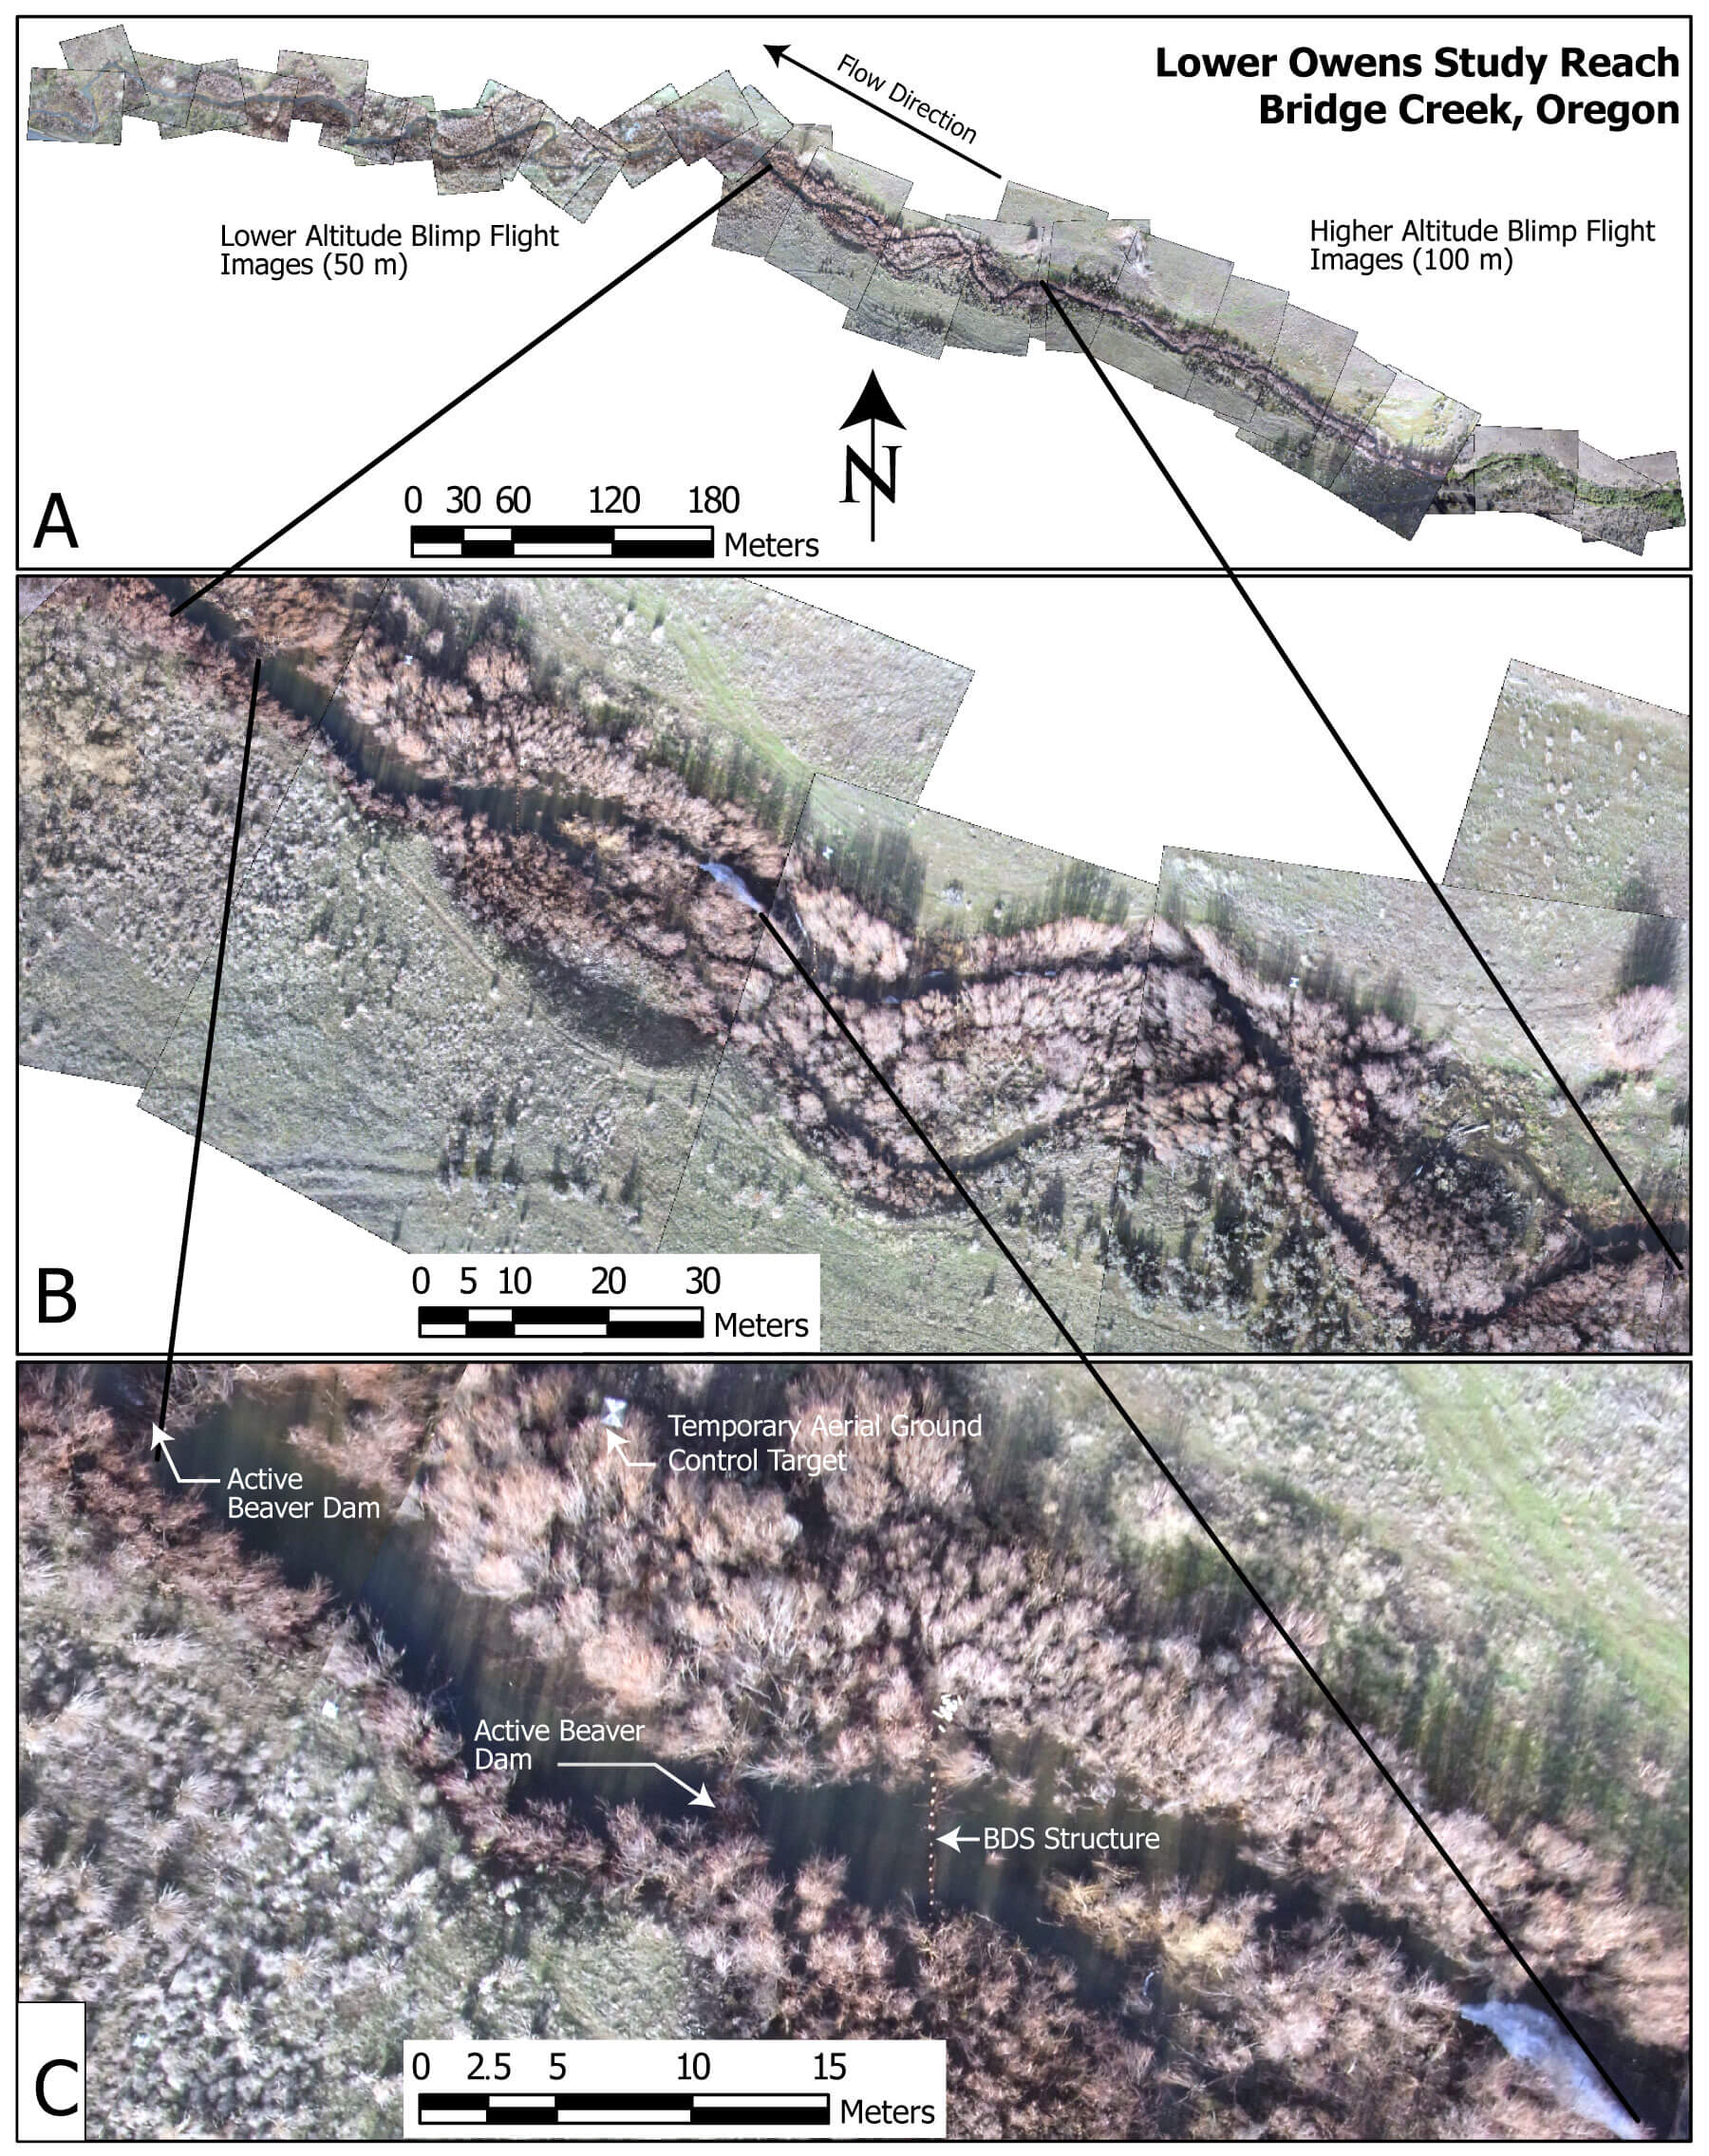 Lower Owens Study Reach
Bridge Creek, Oregon
Flow Direction
Lower Altitude Blimp Flight
Images (50 m)
Higher Altitude Blimp Flight
Images (100 m)
N
0 30 60 120 180
Meters
A
0 5 10 20 30
Meters
B
Temporary Aerial Ground
Control Target
Active
Beaver Dam
Active Beaver
Dam
BDS Structure
0 2.5 5 10 15
Meters
C